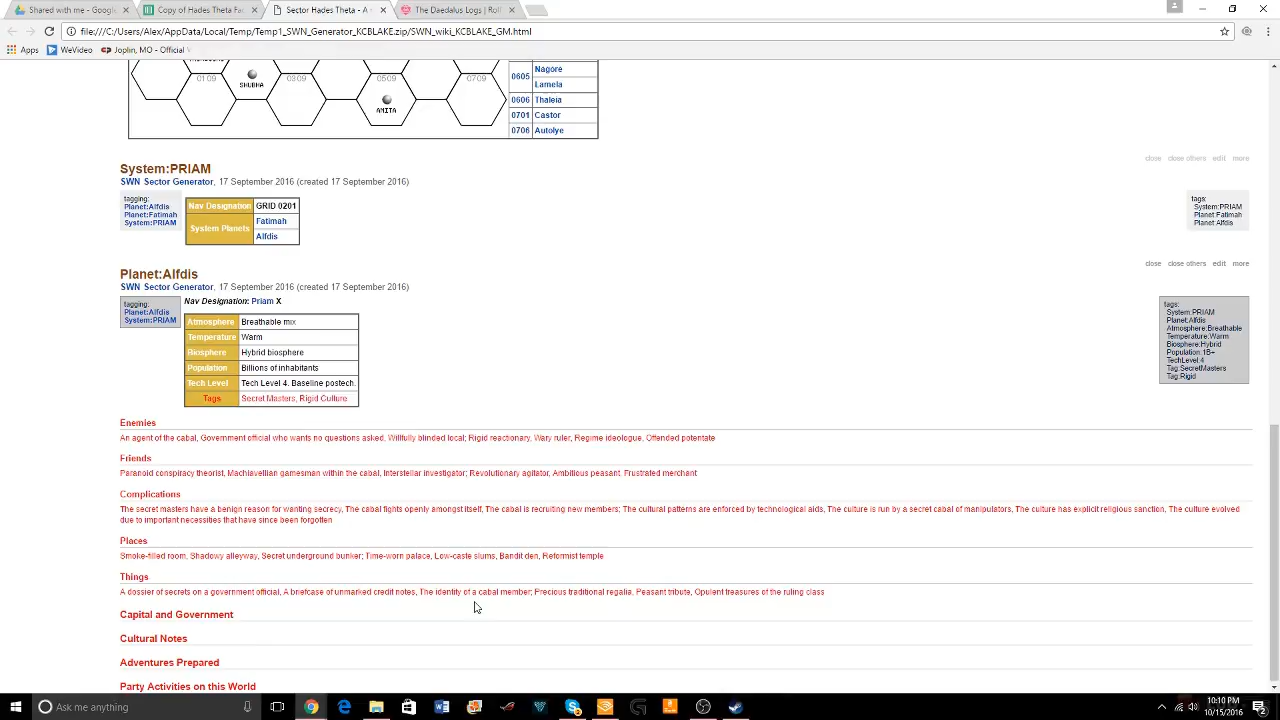 Shared with me - Google
Copy of Hades Theta Fac
Sector Hades Theta - A
The Daedalus Logs | Roll
file:///C:/Users/Alex/AppData/Local/Temp/Temp1_SWN_Generator_KCBLAKE.zip/SWN_wiki_KCBLAKE_GM.html
Apps WeVideo Joplin, MO - Official
0109 0309 0509 0709
SHUBHA
AMITA
0605 Nagore
Lamela
0606 Thaleia
0701 Castor
0706 Autolye
System:PRIAM
close close others edit more
SWN Sector Generator, 17 September 2016 (created 17 September 2016)
tagging:
Planet:Alfdis
Planet:Fatimah
System:PRIAM
Nav Designation GRID 0201
System Planets Fatimah
Alfdis
tags:
System:PRIAM
Planet:Fatimah
Planet:Alfdis
Planet:Alfdis
close close others edit more
SWN Sector Generator, 17 September 2016 (created 17 September 2016)
tagging:
Planet:Alfdis
System:PRIAM
Nav Designation: Priam X
Atmosphere Breathable mix
Temperature Warm
Biosphere Hybrid biosphere
Population Billions of inhabitants
Tech Level Tech Level 4. Baseline postech.
Tags Secret Masters, Rigid Culture
tags:
System:PRIAM
Planet:Alfdis
Atmosphere:Breathable
Temperature:Warm
Biosphere:Hybrid
Population:1B+
TechLevel:4
Tag:SecretMasters
Tag:Rigid
Enemies
An agent of the cabal, Government official who wants no questions asked, Willfully blinded local; Rigid reactionary, Wary ruler, Regime ideologue, Offended potentate
Friends
Paranoid conspiracy theorist, Machiavellian gamesman within the cabal, Interstellar investigator; Revolutionary agitator, Ambitious peasant, Frustrated merchant
Complications
The secret masters have a benign reason for wanting secrecy, The cabal fights openly amongst itself, The cabal is recruiting new members; The cultural patterns are enforced by technological aids, The culture is run by a secret cabal of manipulators, The culture has explicit religious sanction, The culture evolved
due to important necessities that have since been forgotten
Places
Smoke-filled room, Shadowy alleyway, Secret underground bunker; Time-worn palace, Low-caste slums, Bandit den, Reformist temple
Things
A dossier of secrets on a government official, A briefcase of unmarked credit notes, The identity of a cabal member; Precious traditional regalia, Peasant tribute, Opulent treasures of the ruling class
Capital and Government
Cultural Notes
Adventures Prepared
Party Activities on this World
Ask me anything
10:10 PM
10/15/2016